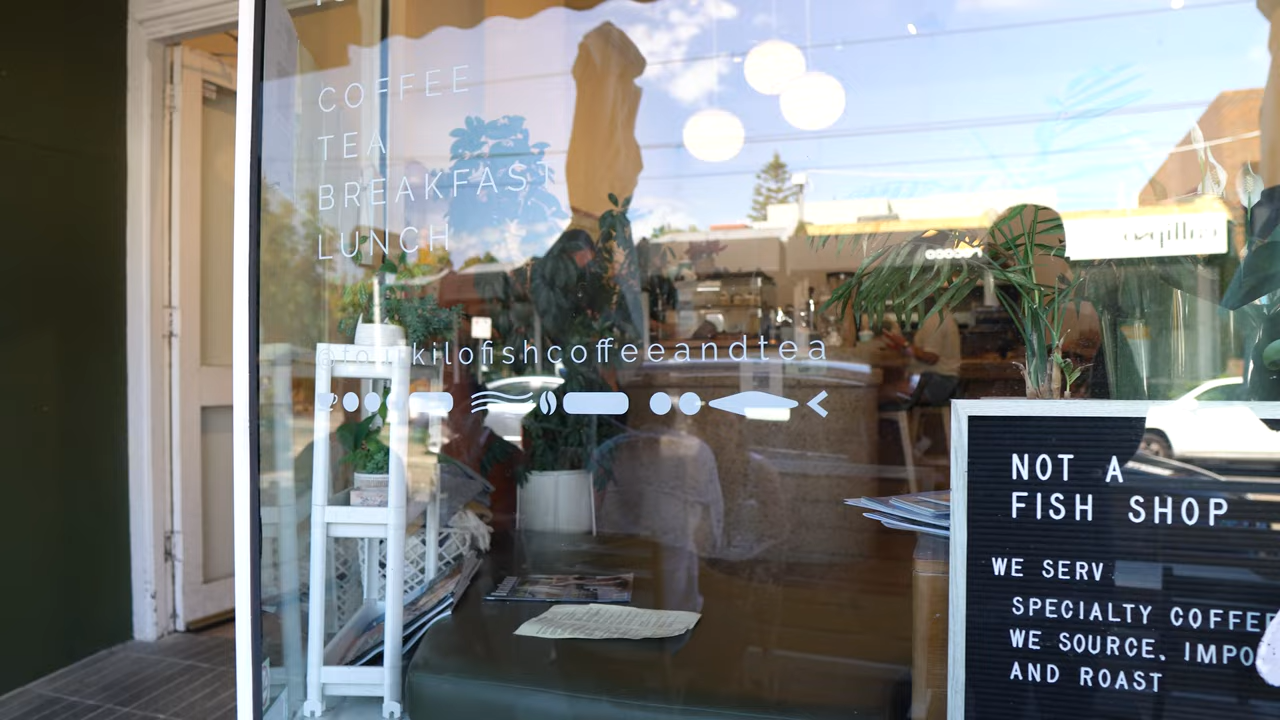 COFFEE
TEA
BREAKFAST
LUNCH
@fourkilofishcoffeeandtea
NOT A
FISH SHOP
WE SERV
SPECIALTY COFFEE
WE SOURCE, IMPO
AND ROAST